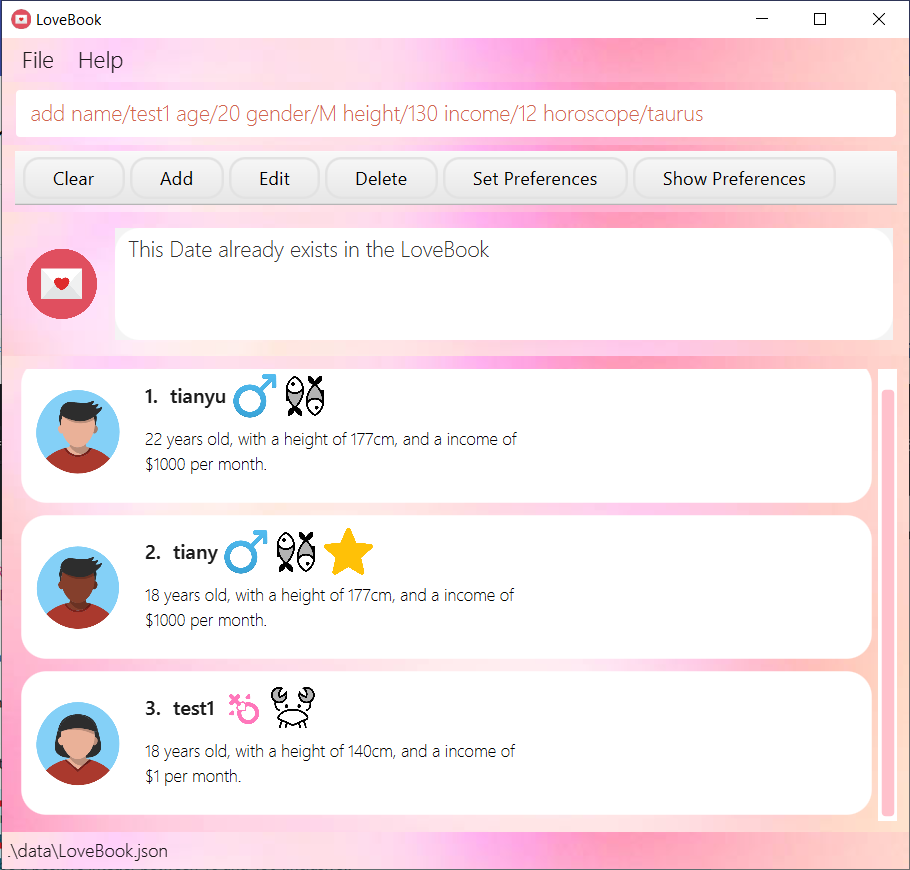 LoveBook
File Help
add name/test1 age/20 gender/M height/130 income/12 horoscope/taurus
Clear Add Edit Delete Set Preferences Show Preferences
This Date already exists in the LoveBook
1. tianyu
22 years old, with a height of 177cm, and a income of
$1000 per month.
2. tiany
18 years old, with a height of 177cm, and a income of
$1000 per month.
3. test1
18 years old, with a height of 140cm, and a income of
$1 per month.
.\data\LoveBook.json